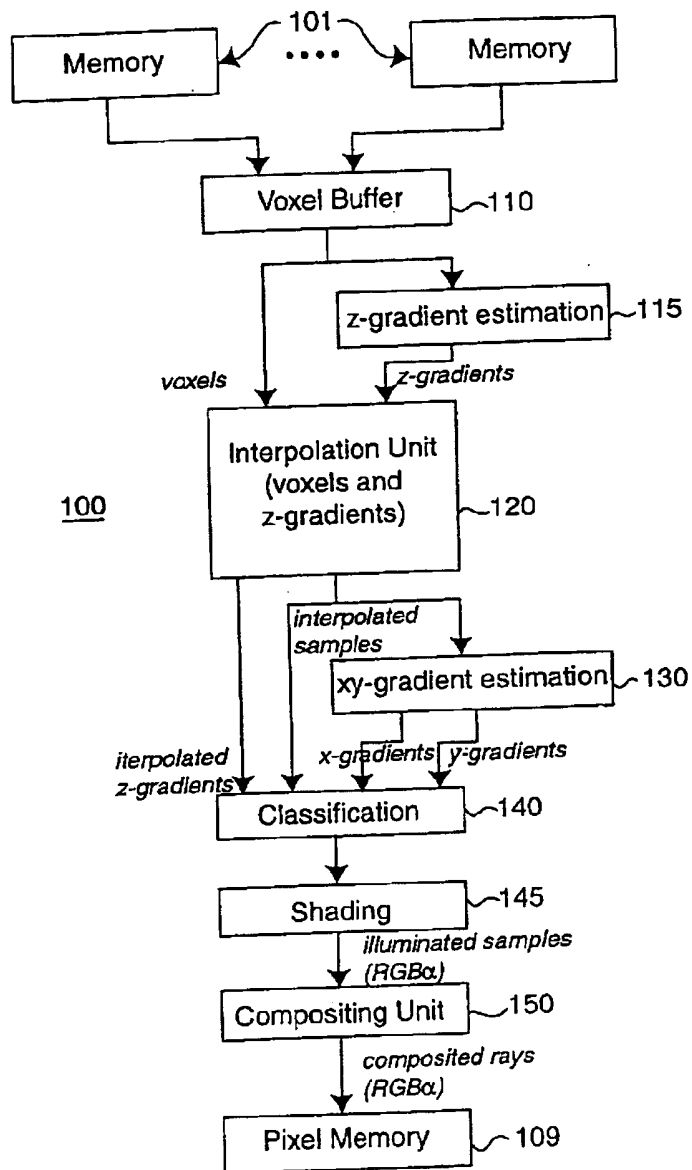 101
Memory
....
Memory
Voxel Buffer
110
z-gradient estimation
115
voxels
z-gradients
Interpolation Unit
(voxels and
z-gradients)
120
100
interpolated
samples
xy-gradient estimation
130
iterpolated
z-gradients
x-gradients
y-gradients
Classification
140
Shading
145
illuminated samples
(RGBα)
Compositing Unit
150
composited rays
(RGBα)
Pixel Memory
109